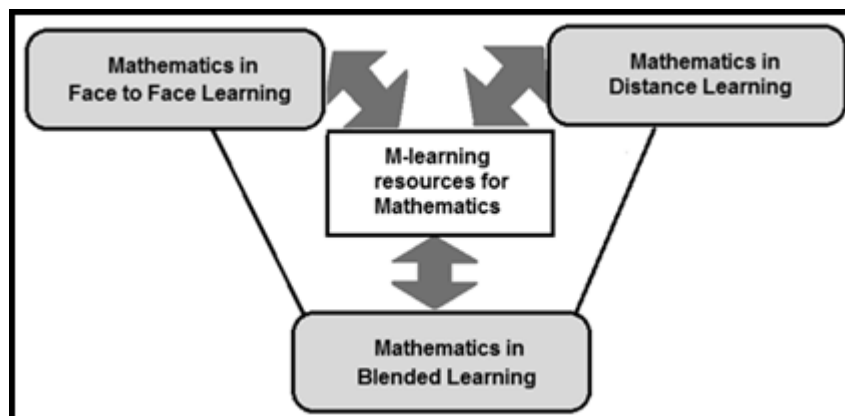 Mathematics in
Face to Face Learning
Mathematics in
Distance Learning
M-learning
resources for
Mathematics
Mathematics in
Blended Learning